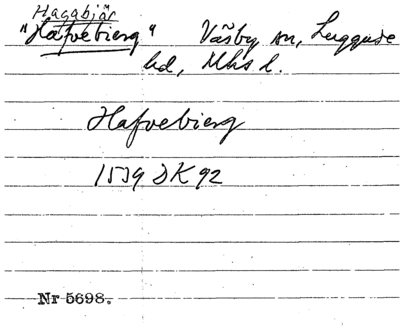 Hagabjär
"Hafvebierg" Väsby sn, Luggude
hd, Mhs l.
Hafvebierg
1539 DK 92
Nr 5698.